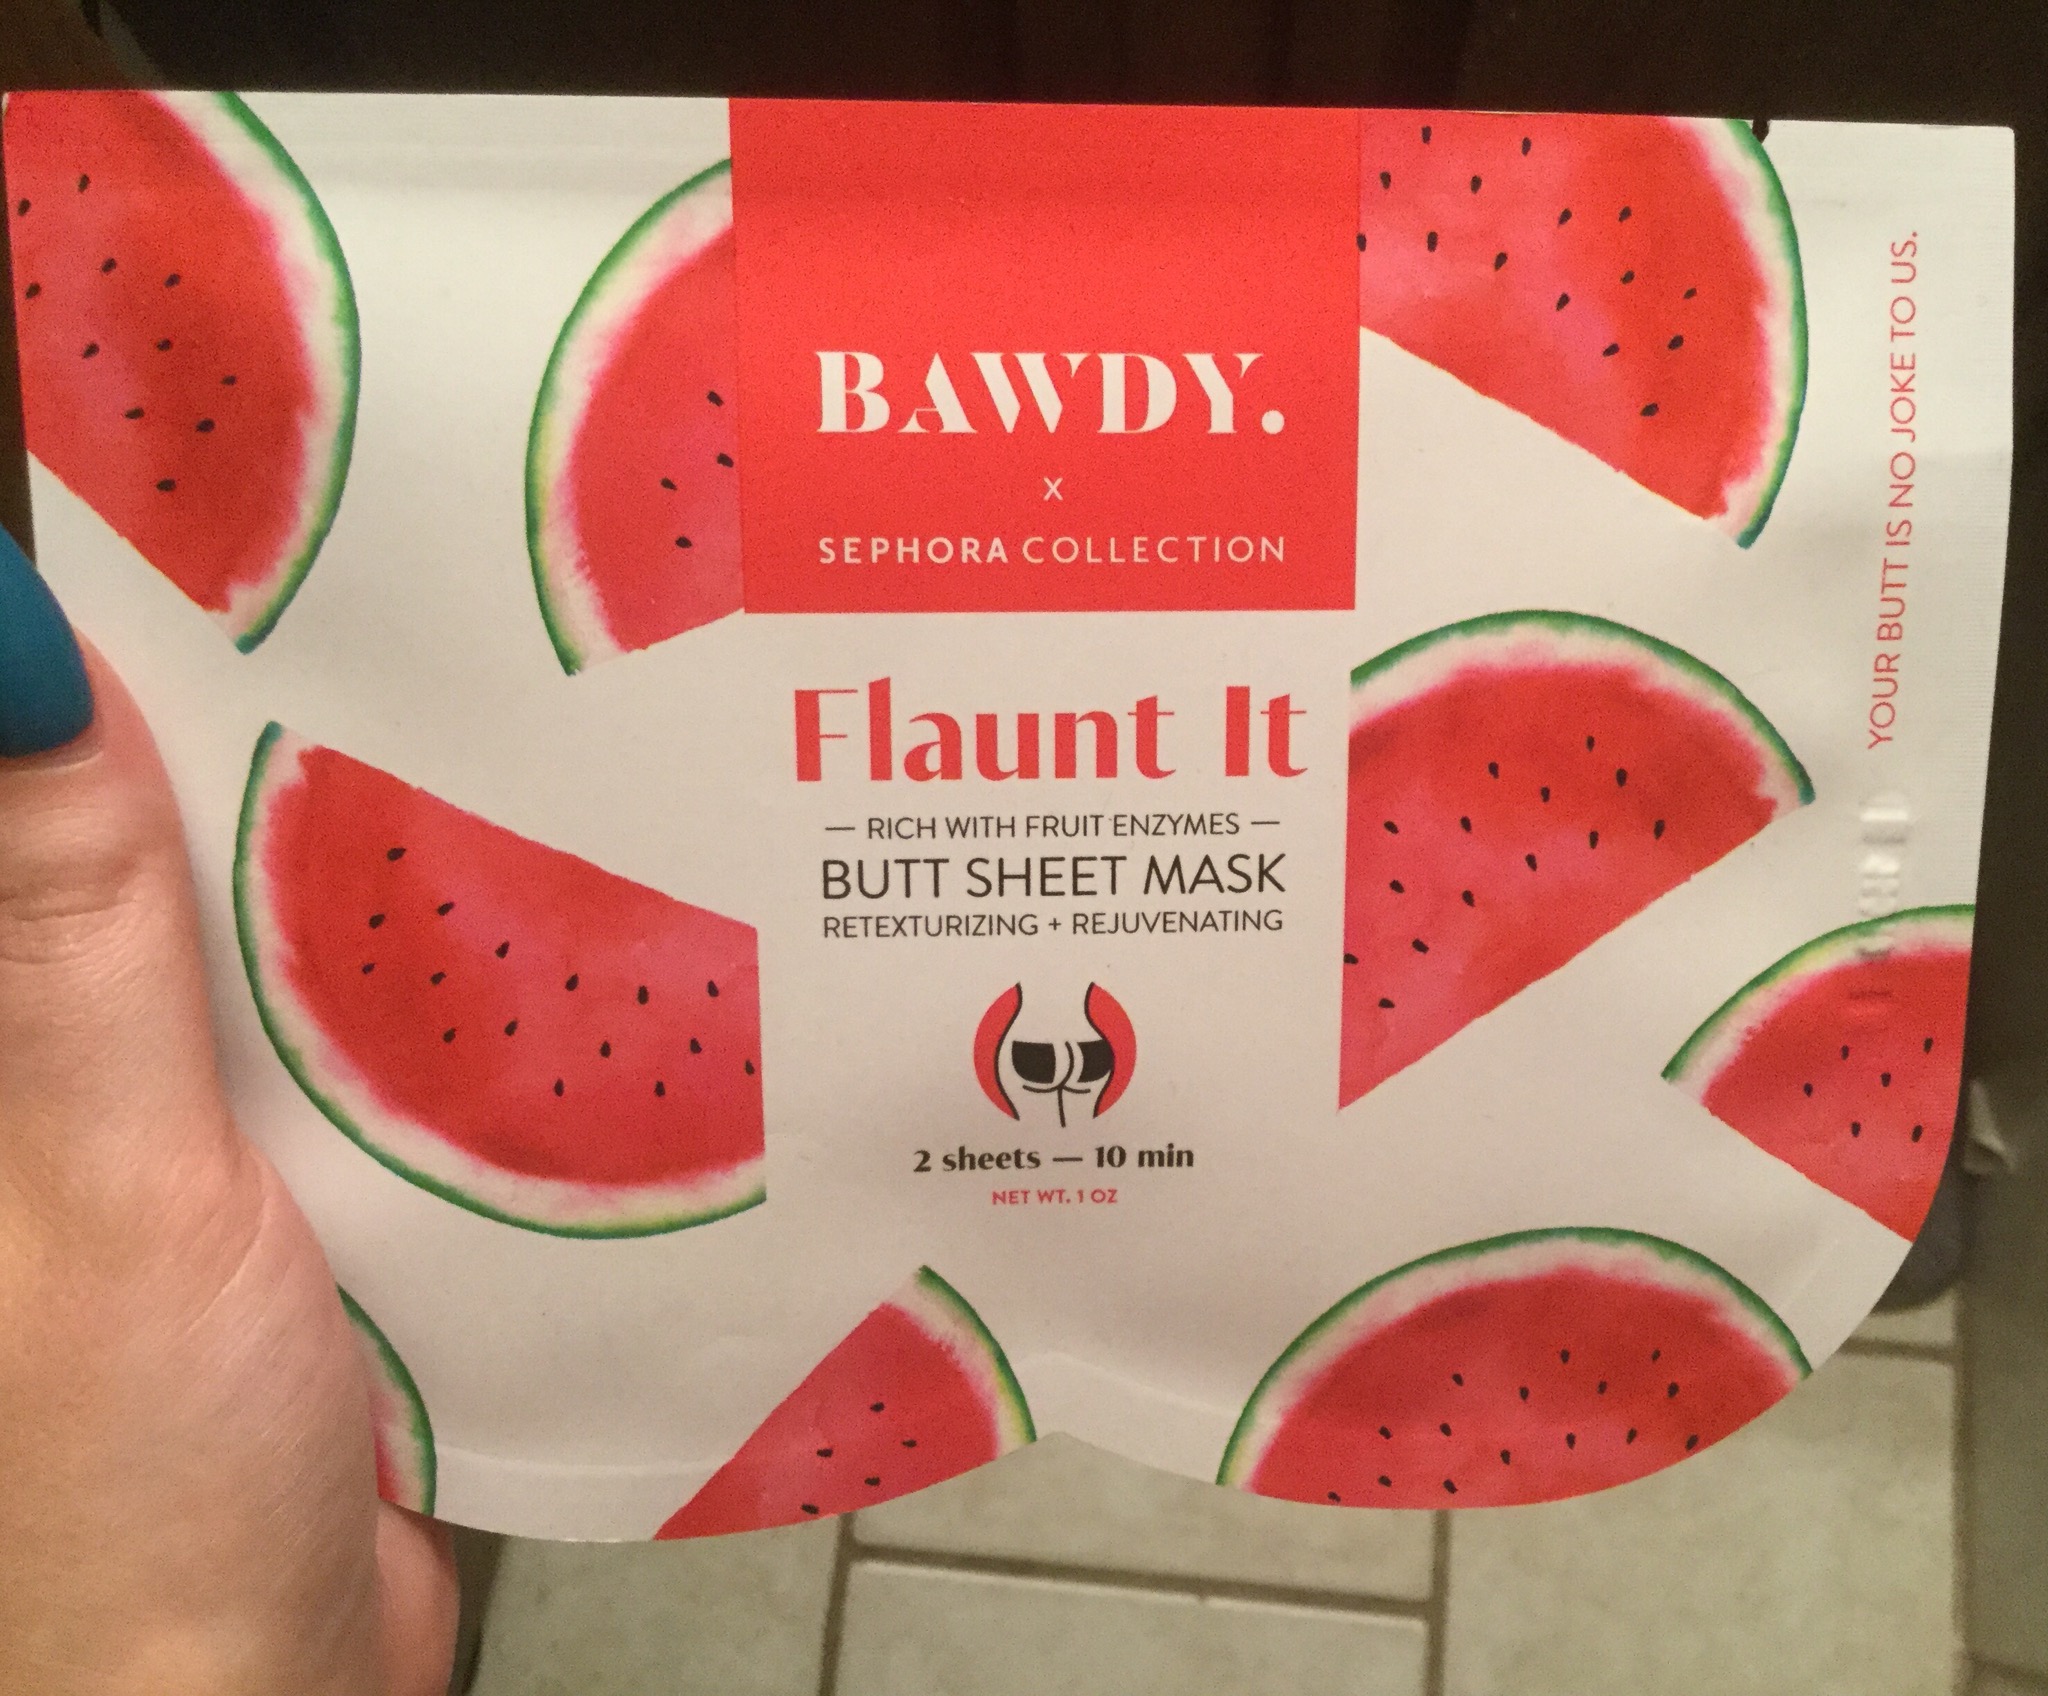 BAWDY.
x
SEPHORA COLLECTION
Flaunt It
— RICH WITH FRUIT ENZYMES —
BUTT SHEET MASK
RETEXTURIZING + REJUVENATING
2 sheets — 10 min
NET WT. 1 OZ
YOUR BUTT IS NO JOKE TO US.